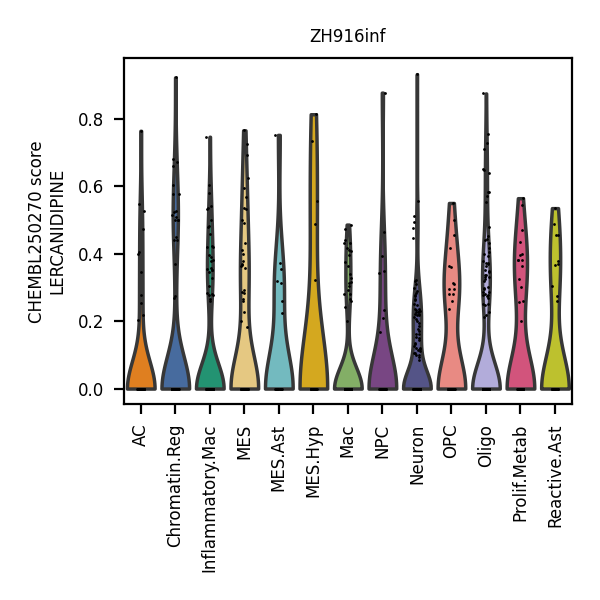 ZH916inf
CHEMBL250270 score
LERCANIDIPINE
0.8
0.6
0.4
0.2
0.0
AC
Chromatin.Reg
Inflammatory.Mac
MES
MES.Ast
MES.Hyp
Mac
NPC
Neuron
OPC
Oligo
Prolif.Metab
Reactive.Ast